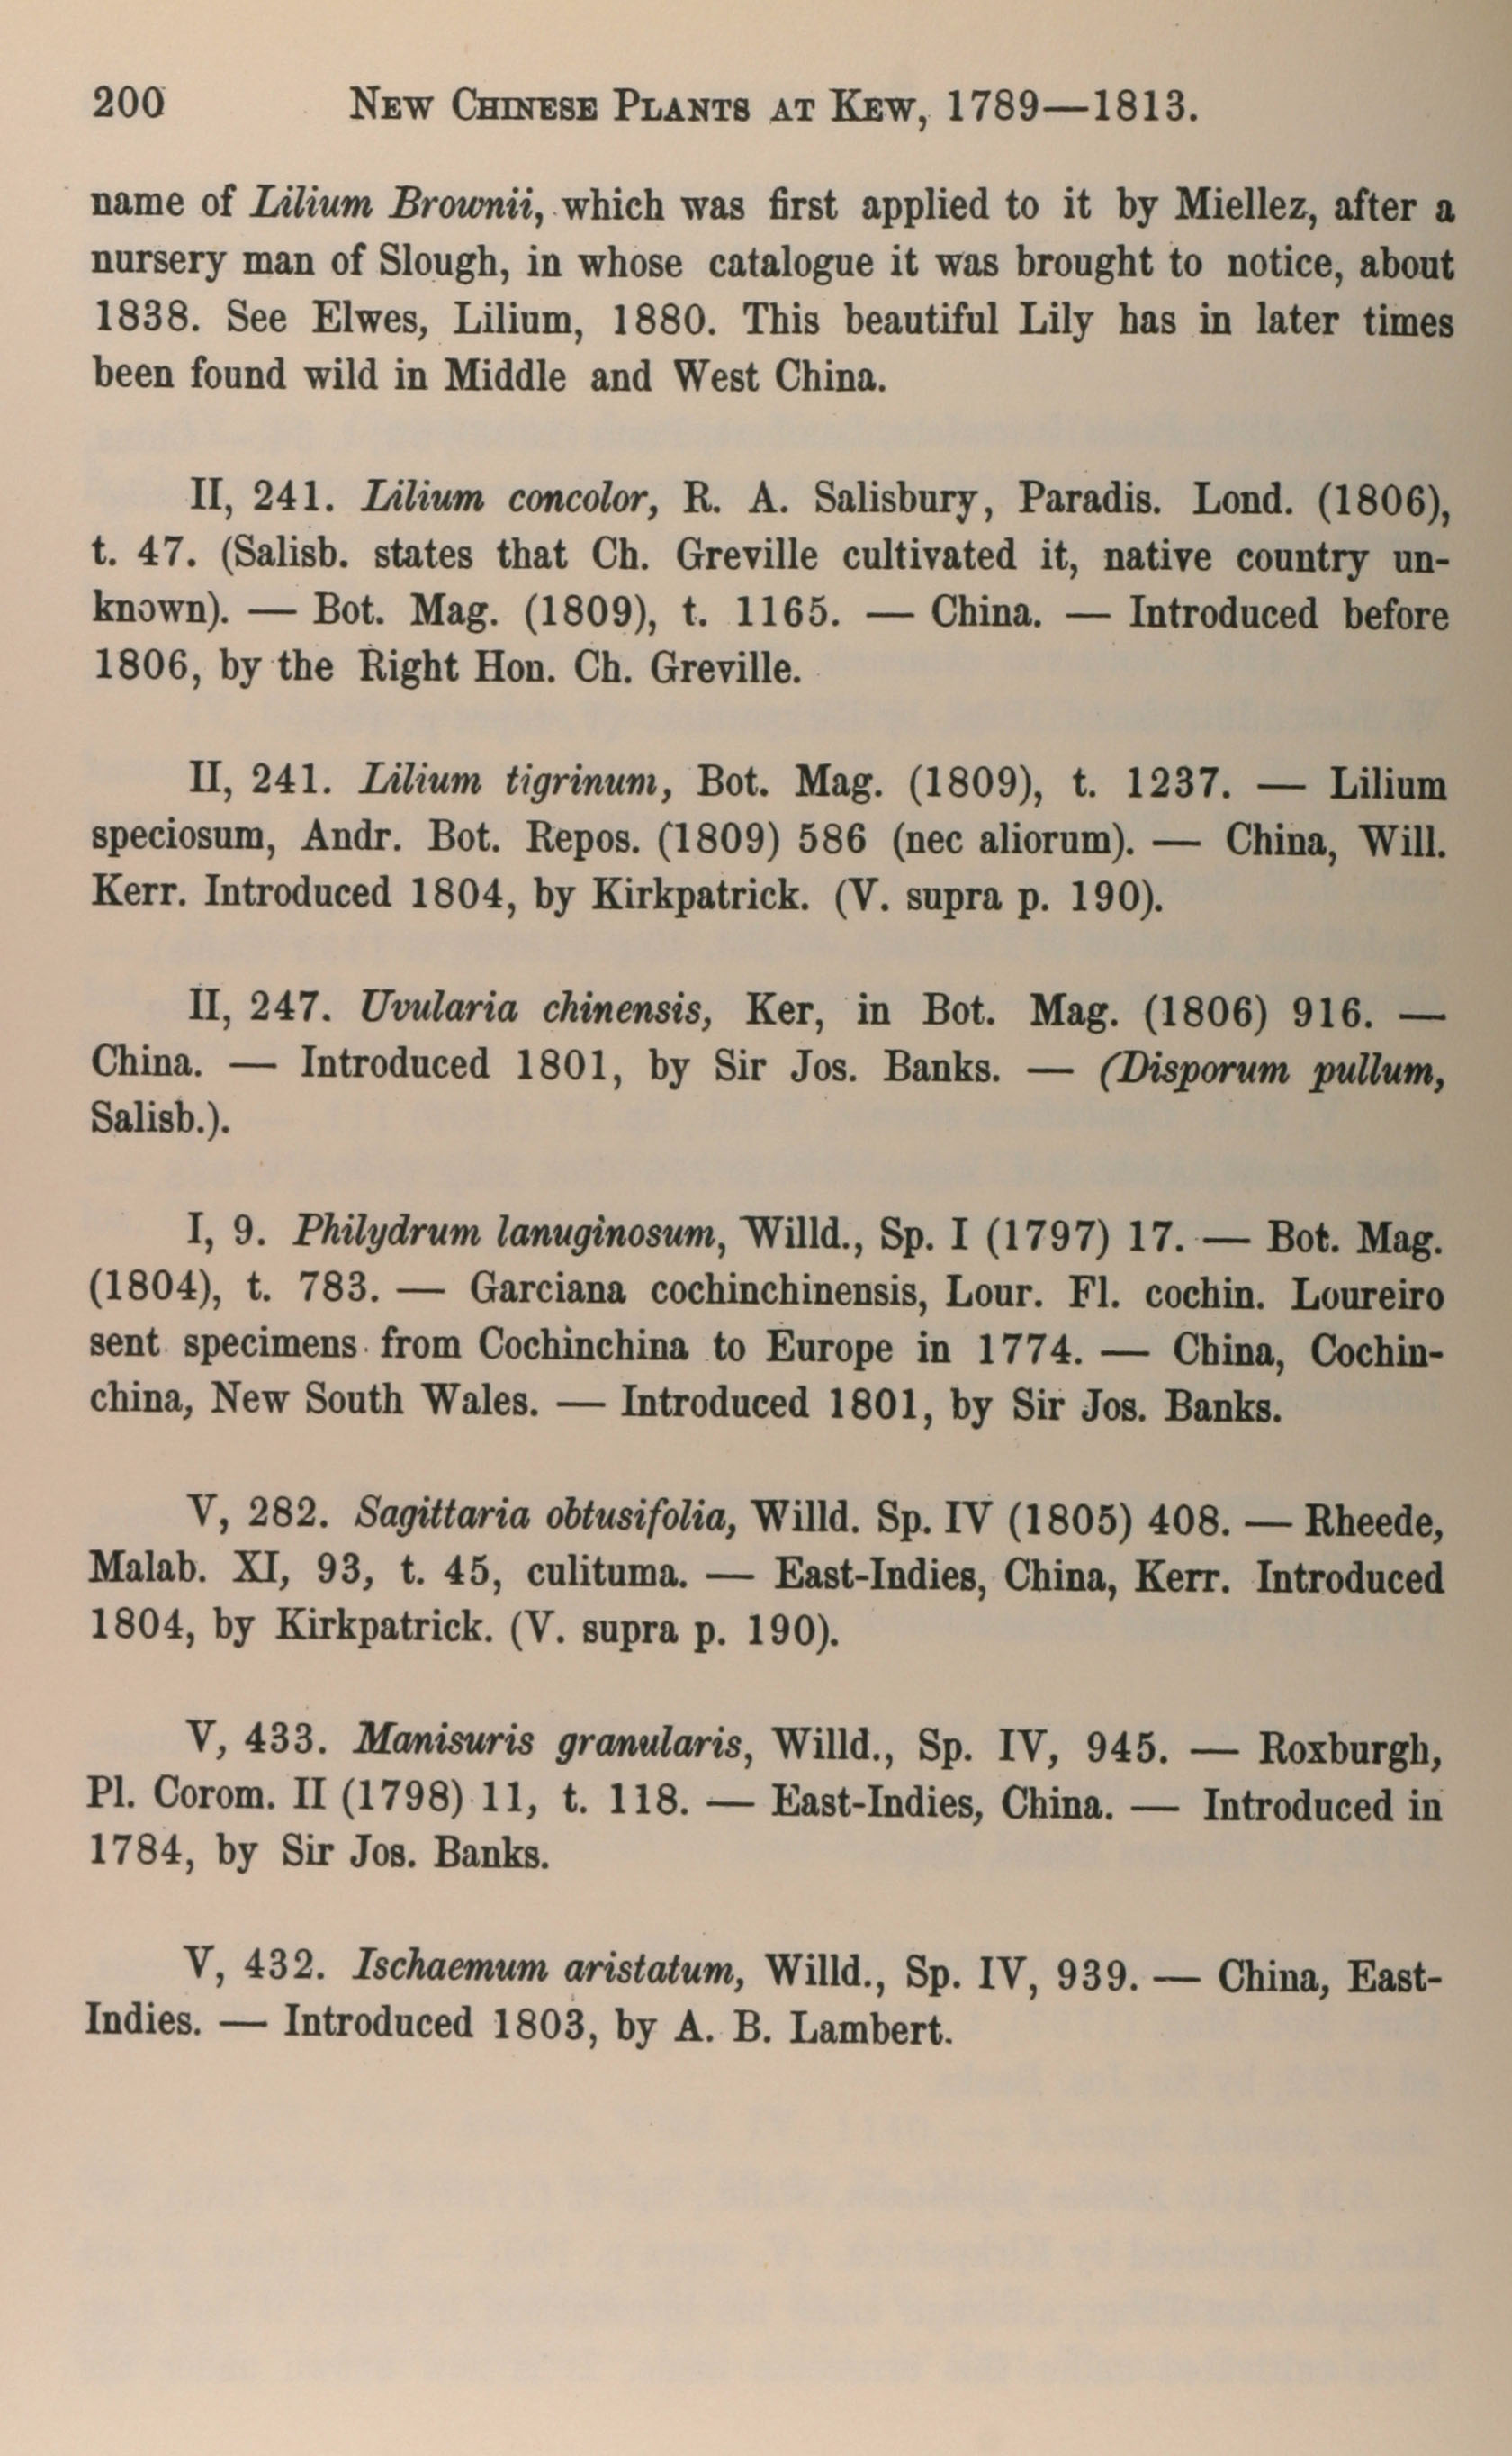 200 NEW CHINESE PLANTS AT KEW, 1789—1813.
name of Lilium Brownii, which was first applied to it by Miellez, after a
nursery man of Slough, in whose catalogue it was brought to notice, about
1838. See Elwes, Lilium, 1880. This beautiful Lily has in later times
been found wild in Middle and West China.
II, 241. Lilium concolor, R. A. Salisbury, Paradis. Lond. (1806),
t. 47. (Salisb. states that Ch. Greville cultivated it, native country un-
known). — Bot. Mag. (1809), t. 1165. — China. — Introduced before
1806, by the Right Hon. Ch. Greville.
II, 241. Lilium tigrinum, Bot. Mag. (1809), t. 1237. — Lilium
speciosum, Andr. Bot. Repos. (1809) 586 (nec aliorum). — China, Will.
Kerr. Introduced 1804, by Kirkpatrick. (V. supra p. 190).
II, 247. Uvularia chinensis, Ker, in Bot. Mag. (1806) 916. —
China. — Introduced 1801, by Sir Jos. Banks. — (Disporum pullum,
Salisb.).
I, 9. Philydrum lanuginosum, Willd., Sp. I (1797) 17. — Bot. Mag.
(1804), t. 783. — Garciana cochinchinensis, Lour. Fl. cochin. Loureiro
sent specimens from Cochinchina to Europe in 1774. — China, Cochin-
china, New South Wales. — Introduced 1801, by Sir Jos. Banks.
V, 282. Sagittaria obtusifolia, Willd. Sp. IV (1805) 408. — Rheede,
Malab. XI, 93, t. 45, culituma. — East-Indies, China, Kerr. Introduced
1804, by Kirkpatrick. (V. supra p. 190).
V, 433. Manisuris granularis, Willd., Sp. IV, 945. — Roxburgh,
Pl. Corom. II (1798) 11, t. 118. — East-Indies, China. — Introduced in
1784, by Sir Jos. Banks.
V, 432. Ischaemum aristatum, Willd., Sp. IV, 939. — China, East-
Indies. — Introduced 1803, by A. B. Lambert.